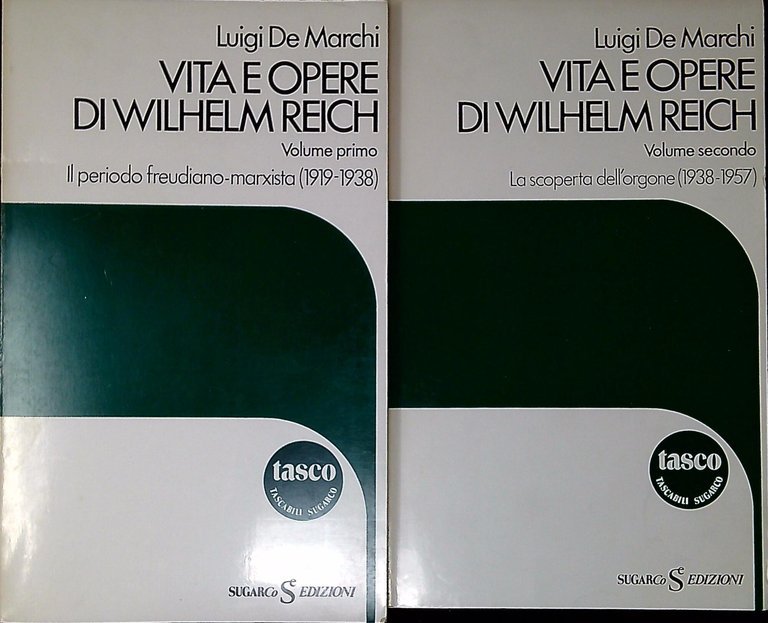 Luigi De Marchi
VITA E OPERE
DI WILHELM REICH
Volume primo
Il periodo freudiano-marxista (1919-1938)
tasco
TASCABILI SUGARCO
SUGARCo Se EDIZIONI
Luigi De Marchi
VITA E OPERE
DI WILHELM REICH
Volume secondo
La scoperta dell'orgone (1938-1957)
tasco
TASCABILI SUGARCO
SUGARCo Se EDIZIONI